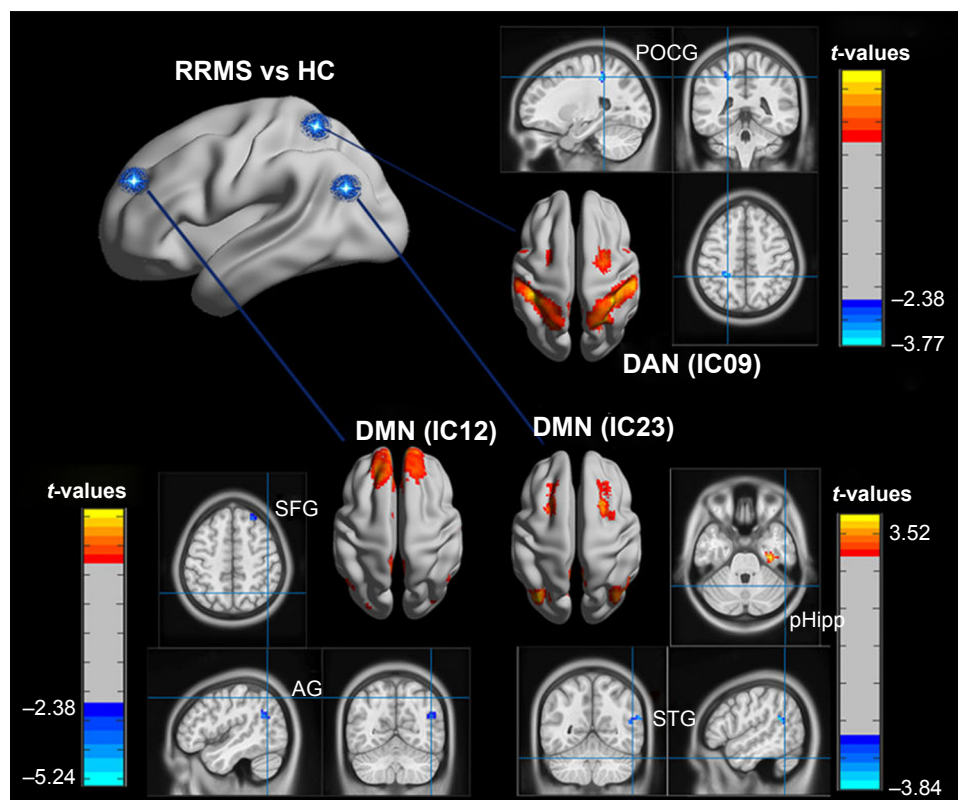 RRMS vs HC
POCG
t-values
–2.38
–3.77
DAN (IC09)
DMN (IC12)
DMN (IC23)
t-values
SFG
AG
–2.38
–5.24
t-values
3.52
pHipp
STG
–3.84